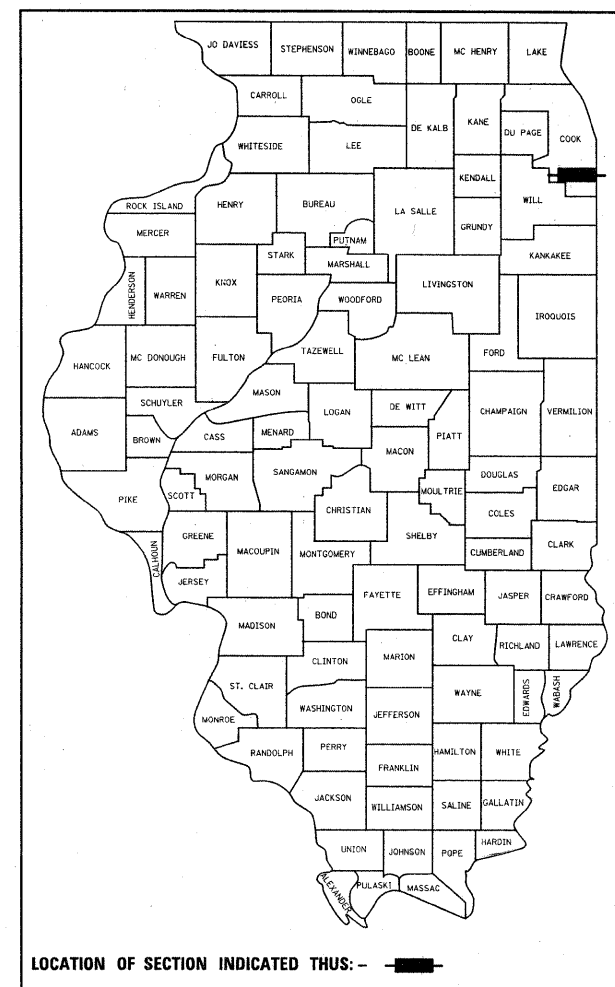 JO DAVIESS STEPHENSON WINNEBAGO BOONE MC HENRY LAKE
CARROLL OGLE DE KALB KANE DU PAGE COOK
WHITESIDE LEE
KENDALL WILL
ROCK ISLAND HENRY BUREAU LA SALLE GRUNDY
MERCER PUTNAM
STARK MARSHALL KANKAKEE
HENDERSON WARREN KNOX PEORIA WOODFORD LIVINGSTON IROQUOIS
HANCOCK MC DONOUGH FULTON TAZEWELL MC LEAN FORD
SCHUYLER MASON
ADAMS BROWN CASS MENARD LOGAN DE WITT PIATT CHAMPAIGN VERMILION
MACON
PIKE SCOTT MORGAN SANGAMON MOULTRIE DOUGLAS EDGAR
CHRISTIAN COLES
CALHOUN GREENE MACOUPIN MONTGOMERY SHELBY CUMBERLAND CLARK
JERSEY
FAYETTE EFFINGHAM JASPER CRAWFORD
MADISON BOND
CLAY RICHLAND LAWRENCE
CLINTON MARION
ST. CLAIR WAYNE EDWARDS WABASH
WASHINGTON JEFFERSON
MONROE
RANDOLPH PERRY HAMILTON WHITE
FRANKLIN
JACKSON WILLIAMSON SALINE GALLATIN
UNION JOHNSON POPE HARDIN
ALEXANDER PULASKI MASSAC
LOCATION OF SECTION INDICATED THUS: -